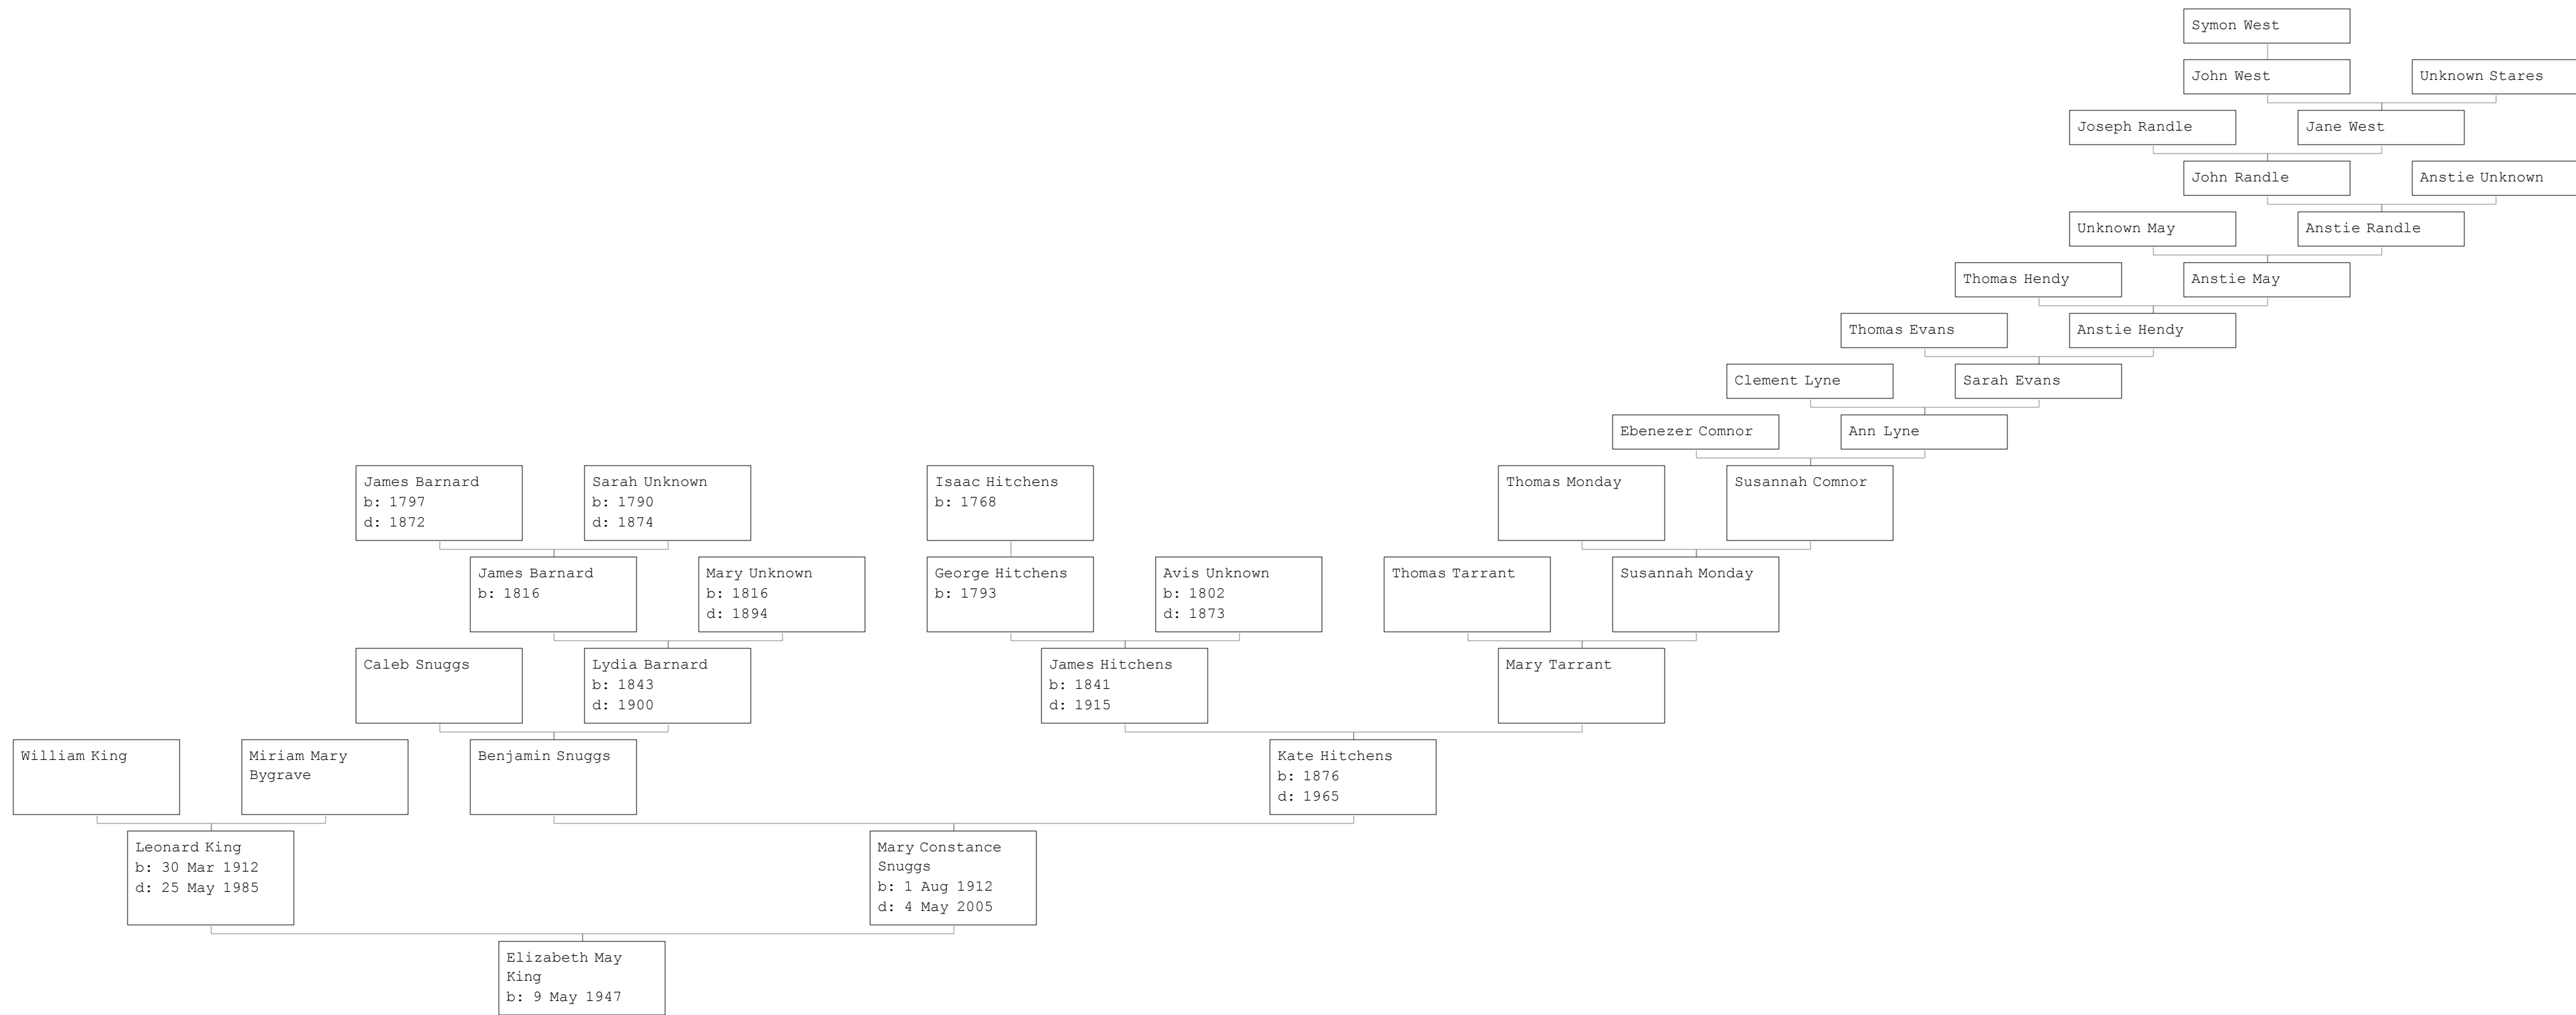 Symon West
John West
Unknown Stares
Joseph Randle
Jane West
John Randle
Anstie Unknown
Unknown May
Anstie Randle
Thomas Hendy
Anstie May
Thomas Evans
Anstie Hendy
Clement Lyne
Sarah Evans
Ebenezer Comnor
Ann Lyne
James Barnard
b: 1797
d: 1872
Sarah Unknown
b: 1790
d: 1874
Isaac Hitchens
b: 1768
Thomas Monday
Susannah Comnor
James Barnard
b: 1816
Mary Unknown
b: 1816
d: 1894
George Hitchens
b: 1793
Avis Unknown
b: 1802
d: 1873
Thomas Tarrant
Susannah Monday
Caleb Snuggs
Lydia Barnard
b: 1843
d: 1900
James Hitchens
b: 1841
d: 1915
Mary Tarrant
William King
Miriam Mary
Bygrave
Benjamin Snuggs
Kate Hitchens
b: 1876
d: 1965
Leonard King
b: 30 Mar 1912
d: 25 May 1985
Mary Constance
Snuggs
b: 1 Aug 1912
d: 4 May 2005
Elizabeth May
King
b: 9 May 1947